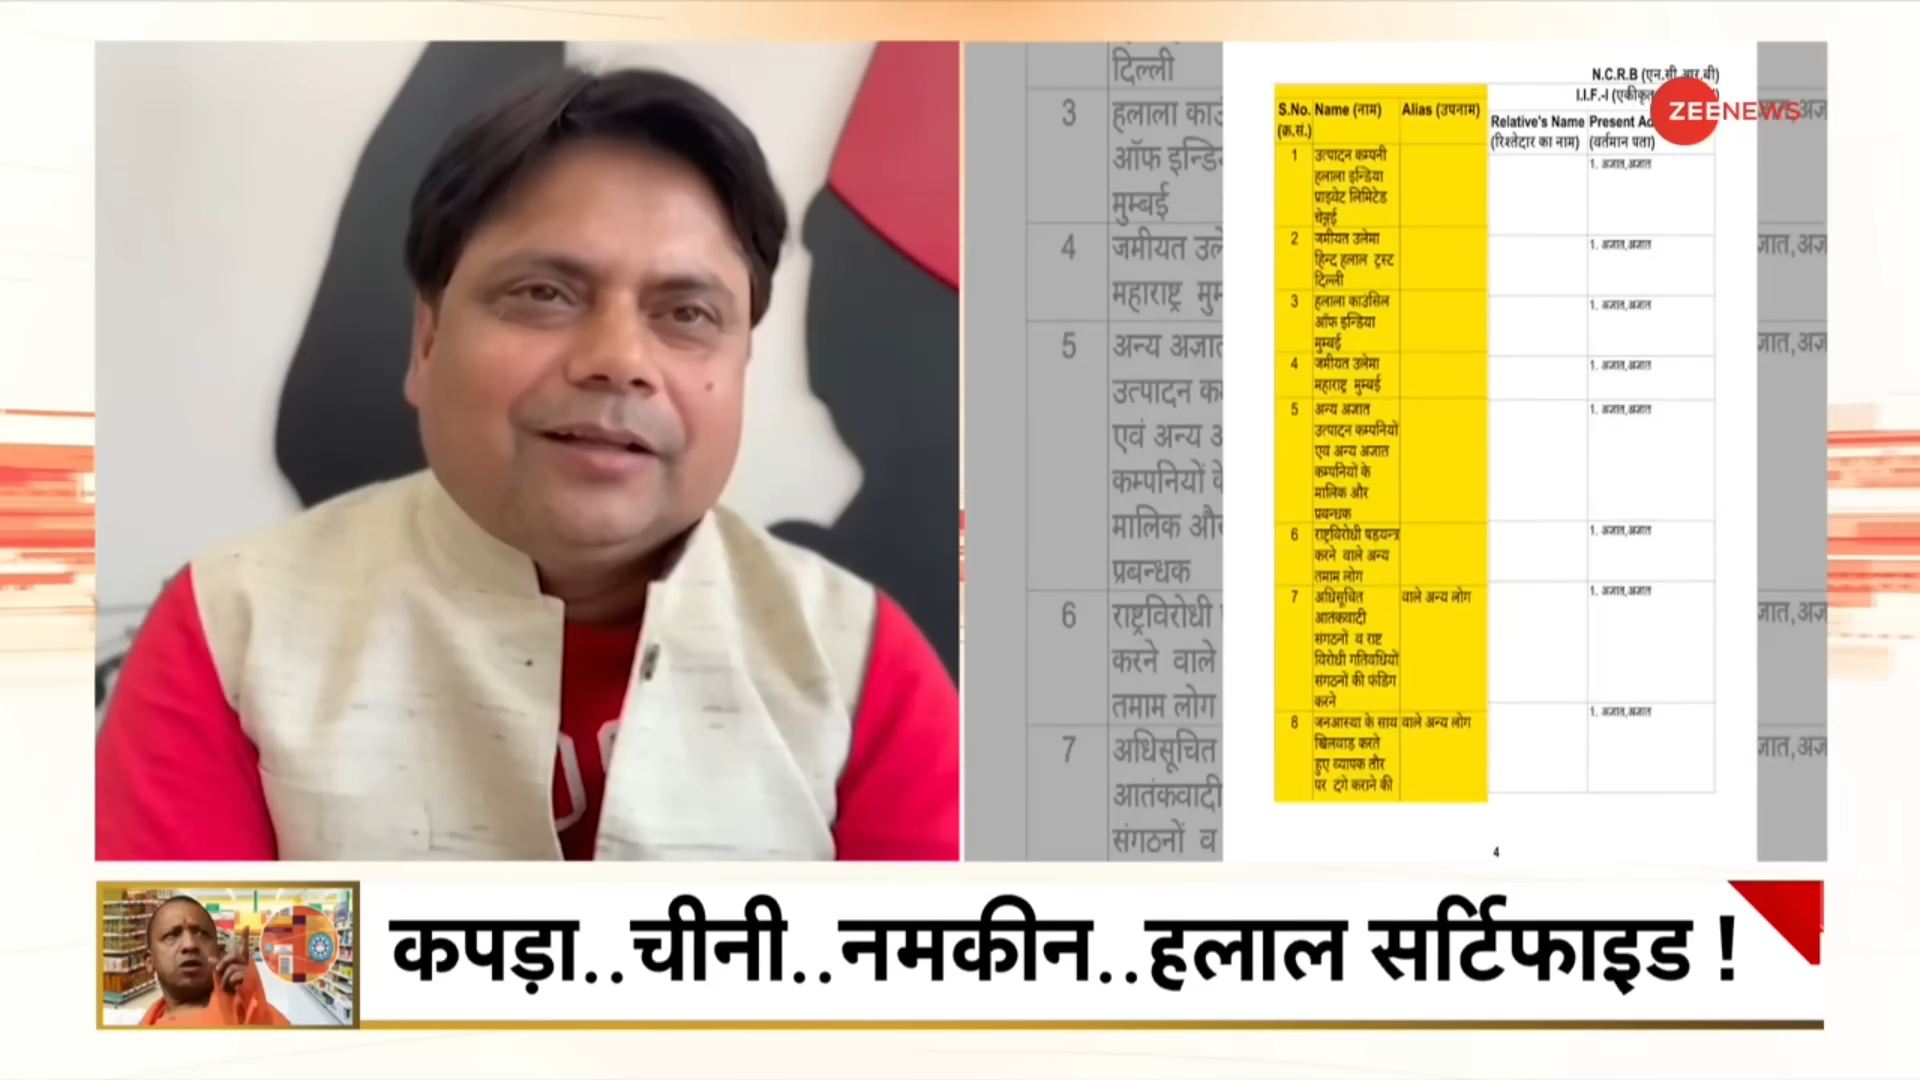 दिल्ली
3
हलाला काउ
ऑफ इन्डि
मुम्बई
4
जमीयत उले
महाराष्ट्र मुम
5
अन्य अज्ञात
उत्पादन क
एवं अन्य अ
कम्पनियों के
मालिक और
प्रबन्धक
6
राष्ट्रविरोधी
करने वाले
तमाम लोग
7
अधिसूचित
आतंकवादी
संगठनों व
N.C.R.B (एन.सी.आर.बी)
I.I.F.-I (एकीकृत
ZEENEWS
S.No. Name (नाम) Alias (उपनाम)
(क्र.सं.)
Relative's Name Present Ad
(रिश्तेदार का नाम) (वर्तमान पता)
1 उत्पादन कम्पनी 1. अज्ञात,अज्ञात
हलाला इन्डिया
प्राइवेट लिमिटेड
चेन्नई
2 जमीयत उलेमा 1. अज्ञात,अज्ञात
हिन्द हलाल ट्रस्ट
दिल्ली
3 हलाला काउंसिल 1. अज्ञात,अज्ञात
ऑफ इन्डिया
मुम्बई
4 जमीयत उलेमा 1. अज्ञात,अज्ञात
महाराष्ट्र मुम्बई
5 अन्य अज्ञात 1. अज्ञात,अज्ञात
उत्पादन कम्पनियों
एवं अन्य अज्ञात
कम्पनियों के
मालिक और
प्रबन्धक
6 राष्ट्रविरोधी षडयन्त्र 1. अज्ञात,अज्ञात
करने वाले अन्य
तमाम लोग
7 अधिसूचित वाले अन्य लोग 1. अज्ञात,अज्ञात
आतंकवादी
संगठनों व राष्ट
विरोधी गतिवधियों
संगठनों की फंडिंग
करने
8 जनआस्था के साथ वाले अन्य लोग 1. अज्ञात,अज्ञात
खिलवाड़ करते
हुए व्यापक तौर
पर दंगे कराने की
4
ज्ञात,अज्ञ
ज्ञात,अज्ञ
ज्ञात,अज्ञ
ज्ञात,अज्ञ
कपड़ा..चीनी..नमकीन..हलाल सर्टिफाइड !